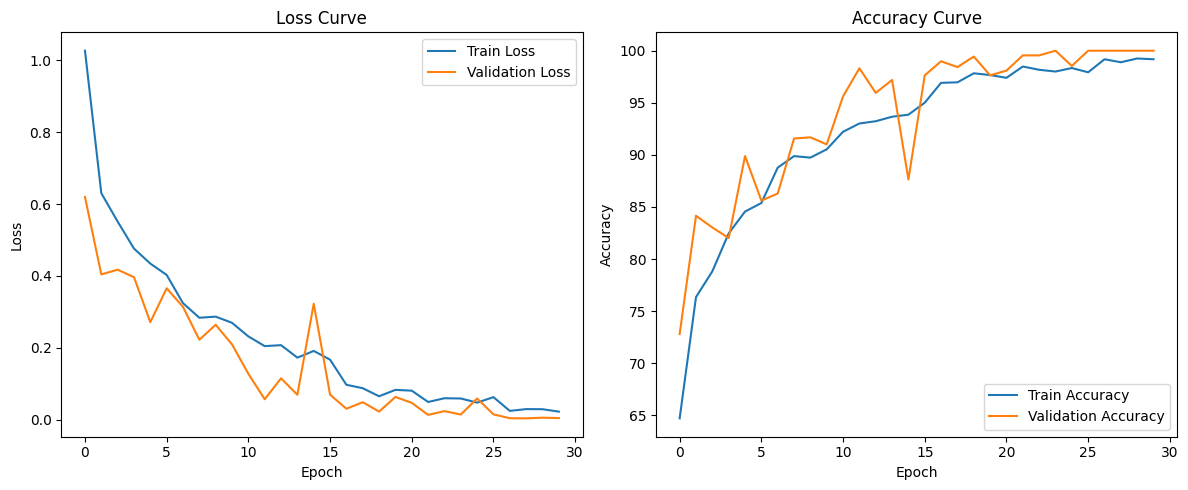 Loss Curve
Train Loss
Validation Loss
1.0
0.8
0.6
0.4
0.2
0.0
Loss
0 5 10 15 20 25 30
Epoch
Accuracy Curve
100
95
90
85
80
75
70
65
Accuracy
Train Accuracy
Validation Accuracy
0 5 10 15 20 25 30
Epoch